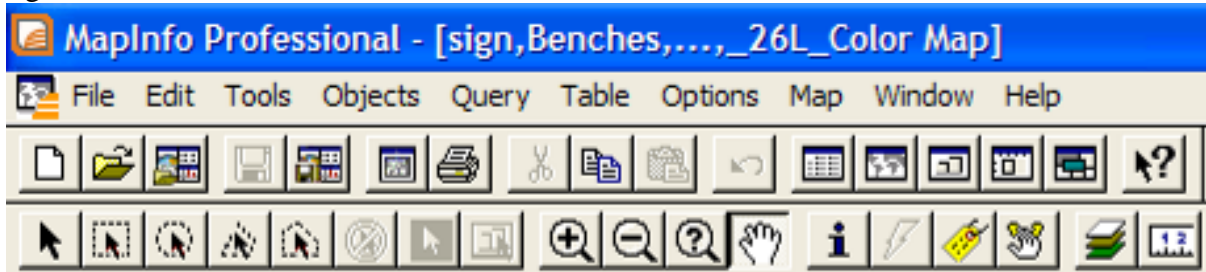 MapInfo Professional - [sign,Benches,...,_26L_Color Map]
File Edit Tools Objects Query Table Options Map Window Help